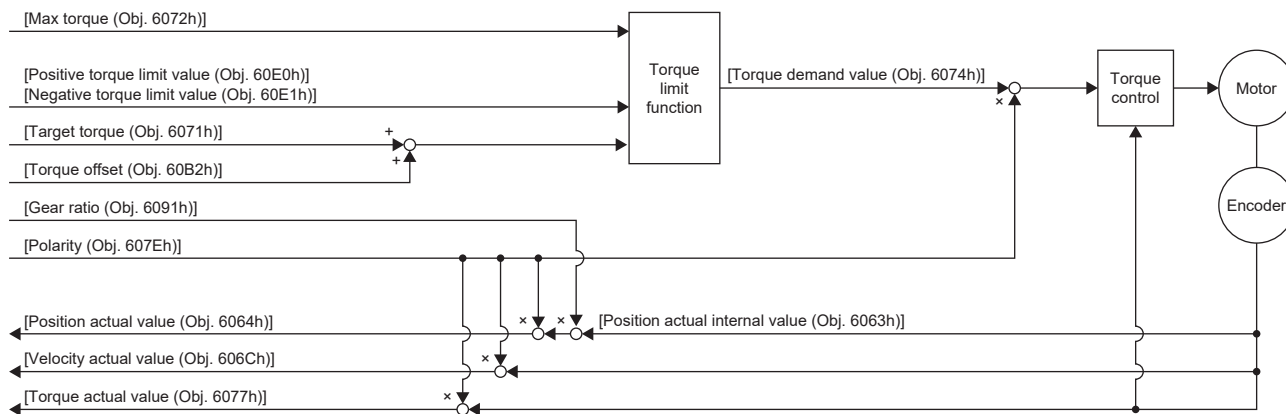 [Max torque (Obj. 6072h)]
[Positive torque limit value (Obj. 60E0h)]
[Negative torque limit value (Obj. 60E1h)]
Torque
limit
function
[Torque demand value (Obj. 6074h)]
×
Torque
control
Motor
[Target torque (Obj. 6071h)]
+
+
[Torque offset (Obj. 60B2h)]
[Gear ratio (Obj. 6091h)]
Encoder
[Polarity (Obj. 607Eh)]
[Position actual value (Obj. 6064h)]
×
×
[Position actual internal value (Obj. 6063h)]
[Velocity actual value (Obj. 606Ch)]
×
[Torque actual value (Obj. 6077h)]
×